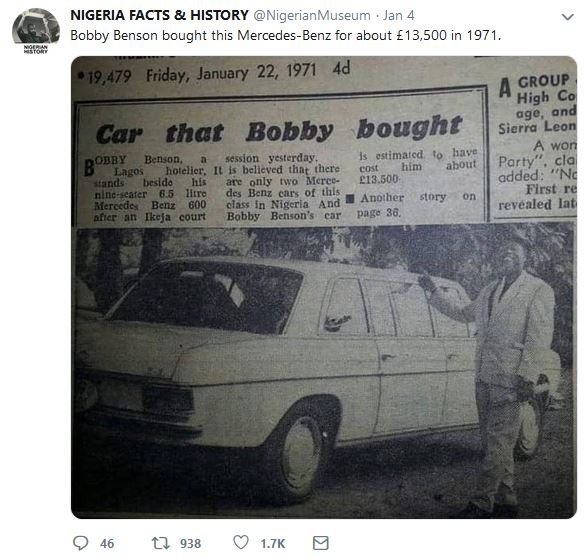 NIGERIA FACTS & HISTORY @NigerianMuseum · Jan 4
Bobby Benson bought this Mercedes-Benz for about £13,500 in 1971.
NIGERIAN
HISTORY
19,479 Friday, January 22, 1971 4d
Car that Bobby bought
BOBBY Benson, a
Lagos hotelier,
stands beside his
nine-seater 6.5 litre
Mercedes Benz 600
after an Ikeja court
session yesterday.
It is believed that there
are only two Merce-
des Benz cars of this
class in Nigeria And
Bobby Benson's car
is estimated to have
cost him about
£13,500.
Another story on
page 36.
A GROUP
High Co
age, and
Sierra Leon
A wom
Party". cla
added: "No
First re
revealed lat
46 938 1.7K